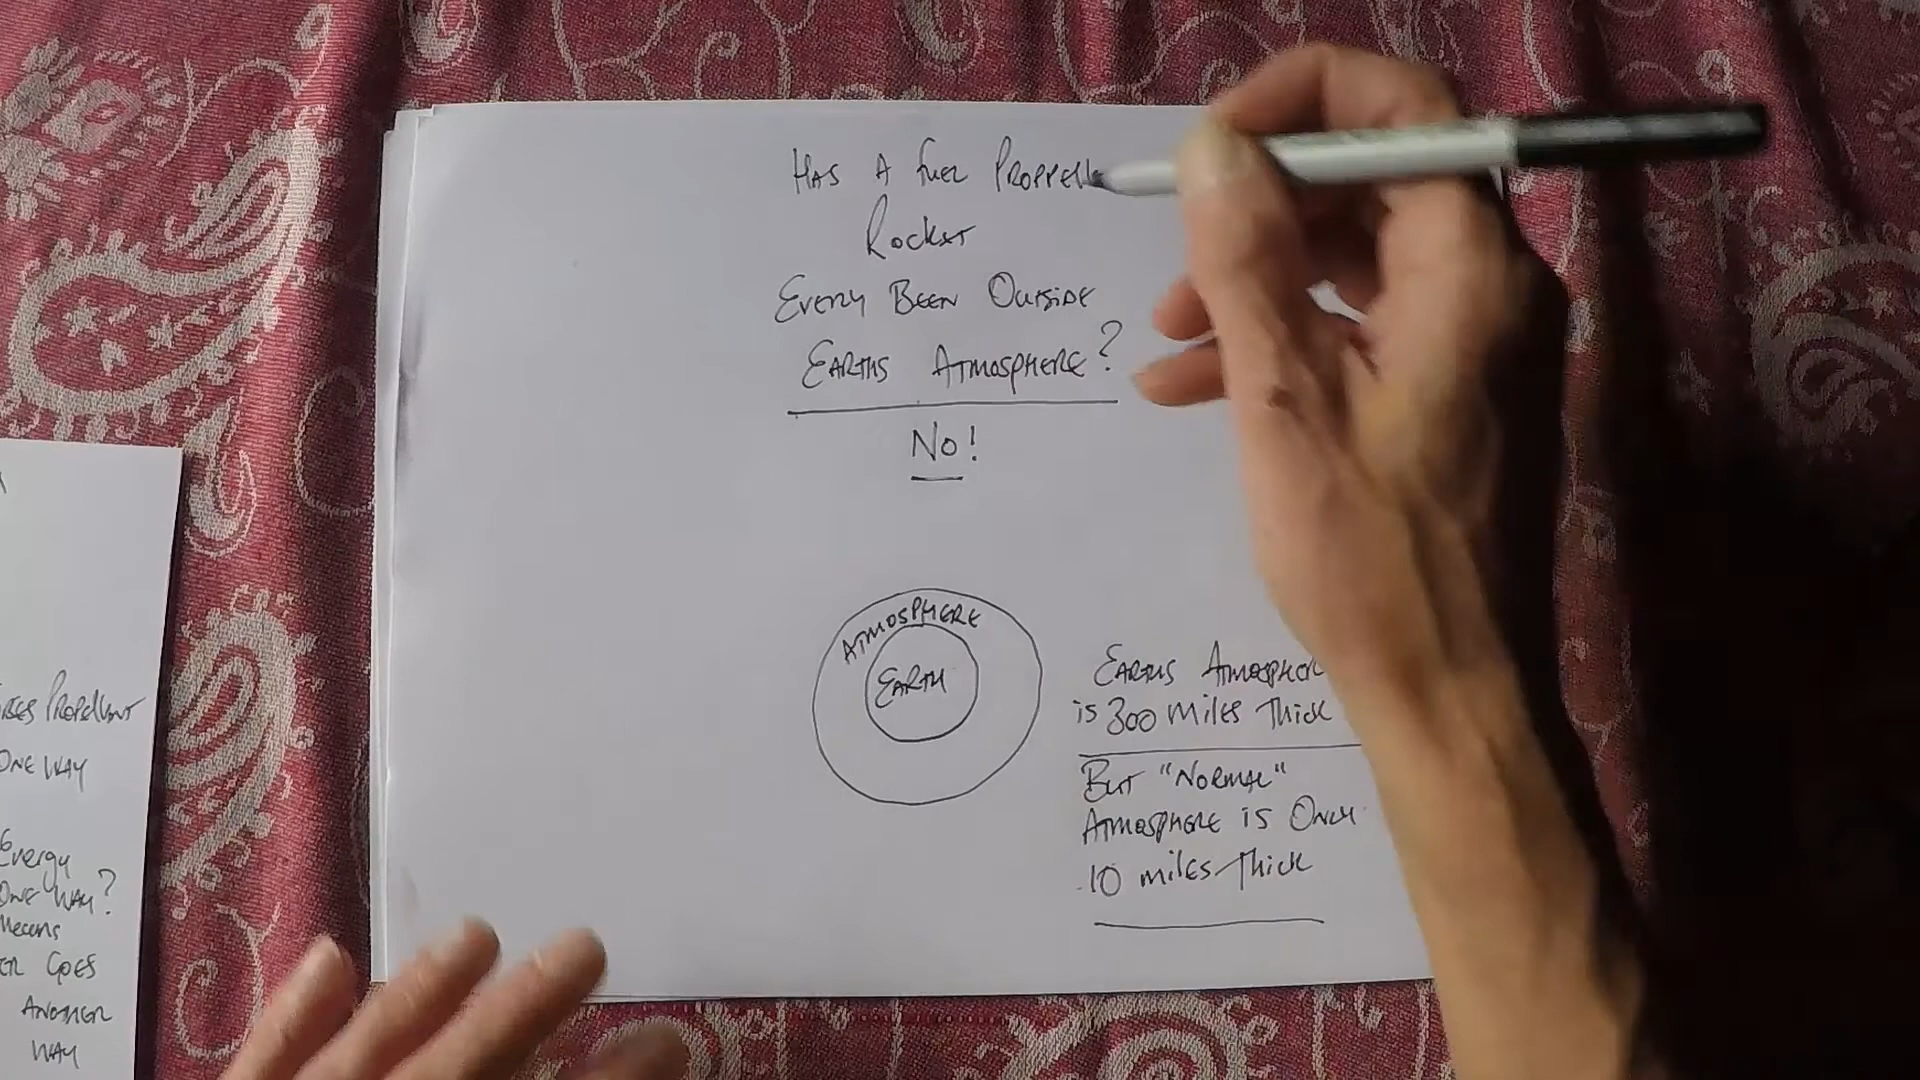 Has A Fuel Propell
Rocket
Every Been Outside
Earths Atmosphere?
No!
Atmosphere
Earth
Earths Atmospher
is 300 miles Thick
But "Normal"
Atmosphere is Only
10 miles Thick
Propellant
One Way
Energy
One Way?
Means
Goes
Another
Way